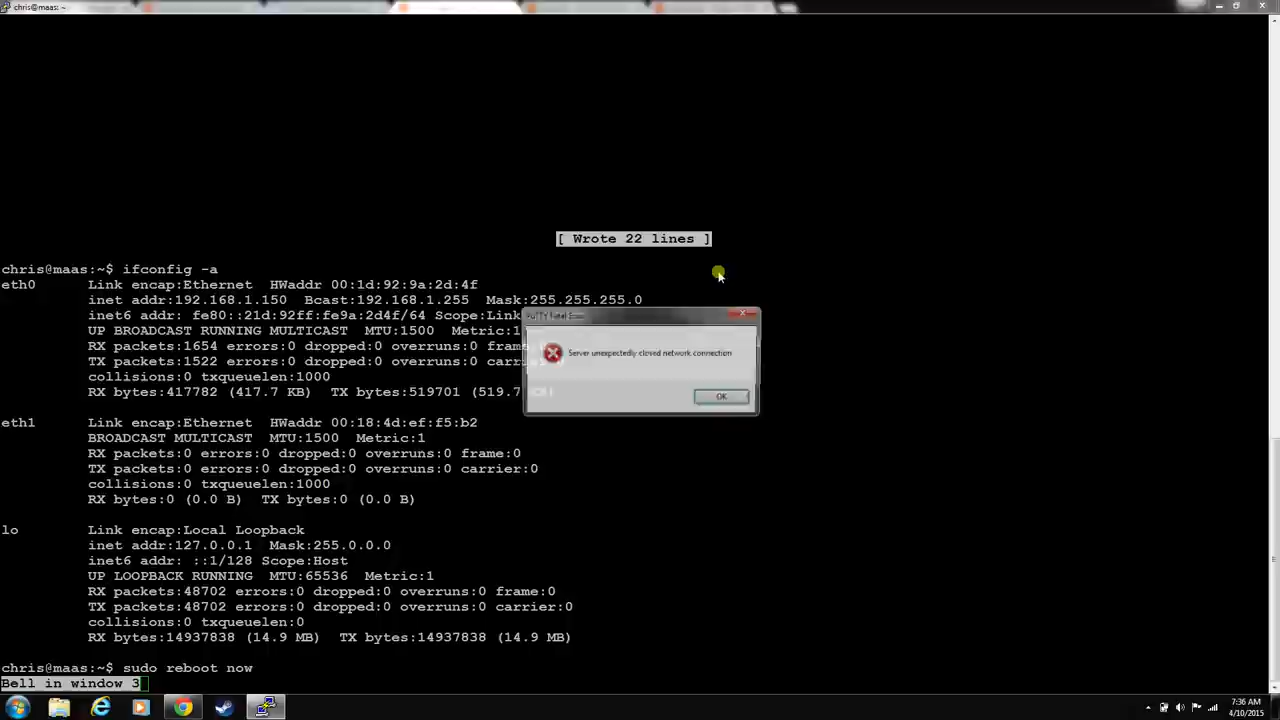 chris@maas: ~
[ Wrote 22 lines ]
chris@maas:~$ ifconfig -a
eth0 Link encap:Ethernet HWaddr 00:1d:92:9a:2d:4f
inet addr:192.168.1.150 Bcast:192.168.1.255 Mask:255.255.255.0
inet6 addr: fe80::21d:92ff:fe9a:2d4f/64 Scope:Link
UP BROADCAST RUNNING MULTICAST MTU:1500 Metric:1
RX packets:1654 errors:0 dropped:0 overruns:0
TX packets:1522 errors:0 dropped:0 overruns:0
collisions:0 txqueuelen:1000
RX bytes:417782 (417.7 KB) TX bytes:519701 (519.7
PuTTY Fatal Error
Server unexpectedly closed network connection
OK
eth1 Link encap:Ethernet HWaddr 00:18:4d:ef:f5:b2
BROADCAST MULTICAST MTU:1500 Metric:1
RX packets:0 errors:0 dropped:0 overruns:0 frame:0
TX packets:0 errors:0 dropped:0 overruns:0 carrier:0
collisions:0 txqueuelen:1000
RX bytes:0 (0.0 B) TX bytes:0 (0.0 B)
lo Link encap:Local Loopback
inet addr:127.0.0.1 Mask:255.0.0.0
inet6 addr: ::1/128 Scope:Host
UP LOOPBACK RUNNING MTU:65536 Metric:1
RX packets:48702 errors:0 dropped:0 overruns:0 frame:0
TX packets:48702 errors:0 dropped:0 overruns:0 carrier:0
collisions:0 txqueuelen:0
RX bytes:14937838 (14.9 MB) TX bytes:14937838 (14.9 MB)
chris@maas:~$ sudo reboot now
Bell in window 3
7:36 AM
4/10/2015